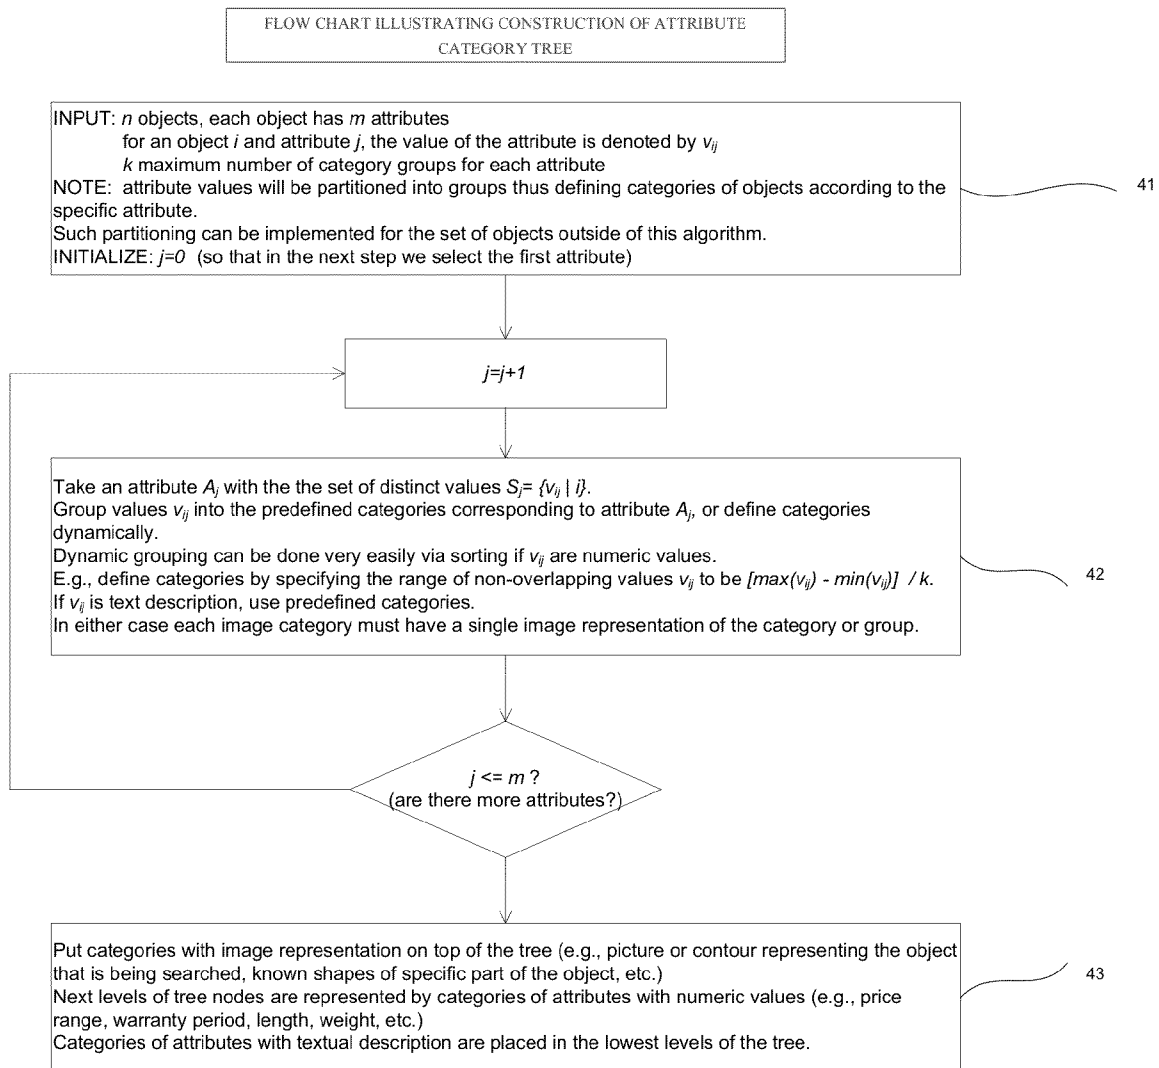 FLOW CHART ILLUSTRATING CONSTRUCTION OF ATTRIBUTE
CATEGORY TREE
INPUT: n objects, each object has m attributes
for an object i and attribute j, the value of the attribute is denoted by vij
k maximum number of category groups for each attribute
NOTE: attribute values will be partitioned into groups thus defining categories of objects according to the
specific attribute.
Such partitioning can be implemented for the set of objects outside of this algorithm.
INITIALIZE: j=0 (so that in the next step we select the first attribute)
41
j=j+1
Take an attribute Aj with the the set of distinct values Sj= {vij | i}.
Group values vij into the predefined categories corresponding to attribute Aj, or define categories
dynamically.
Dynamic grouping can be done very easily via sorting if vij are numeric values.
E.g., define categories by specifying the range of non-overlapping values vij to be [max(vij) - min(vij)] / k.
If vij is text description, use predefined categories.
In either case each image category must have a single image representation of the category or group.
42
j <= m ?
(are there more attributes?)
Put categories with image representation on top of the tree (e.g., picture or contour representing the object
that is being searched, known shapes of specific part of the object, etc.)
Next levels of tree nodes are represented by categories of attributes with numeric values (e.g., price
range, warranty period, length, weight, etc.)
Categories of attributes with textual description are placed in the lowest levels of the tree.
43